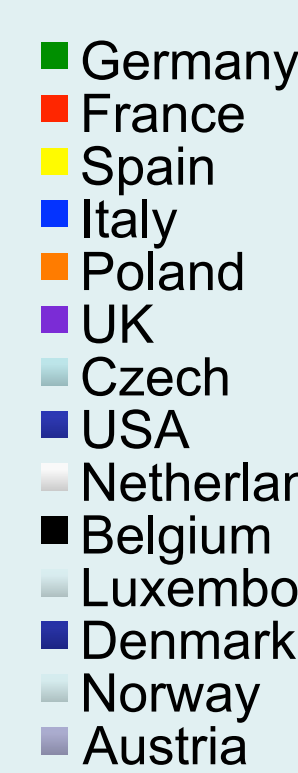 Germany
France
Spain
Italy
Poland
UK
Czech
USA
Netherlan
Belgium
Luxembo
Denmark
Norway
Austria